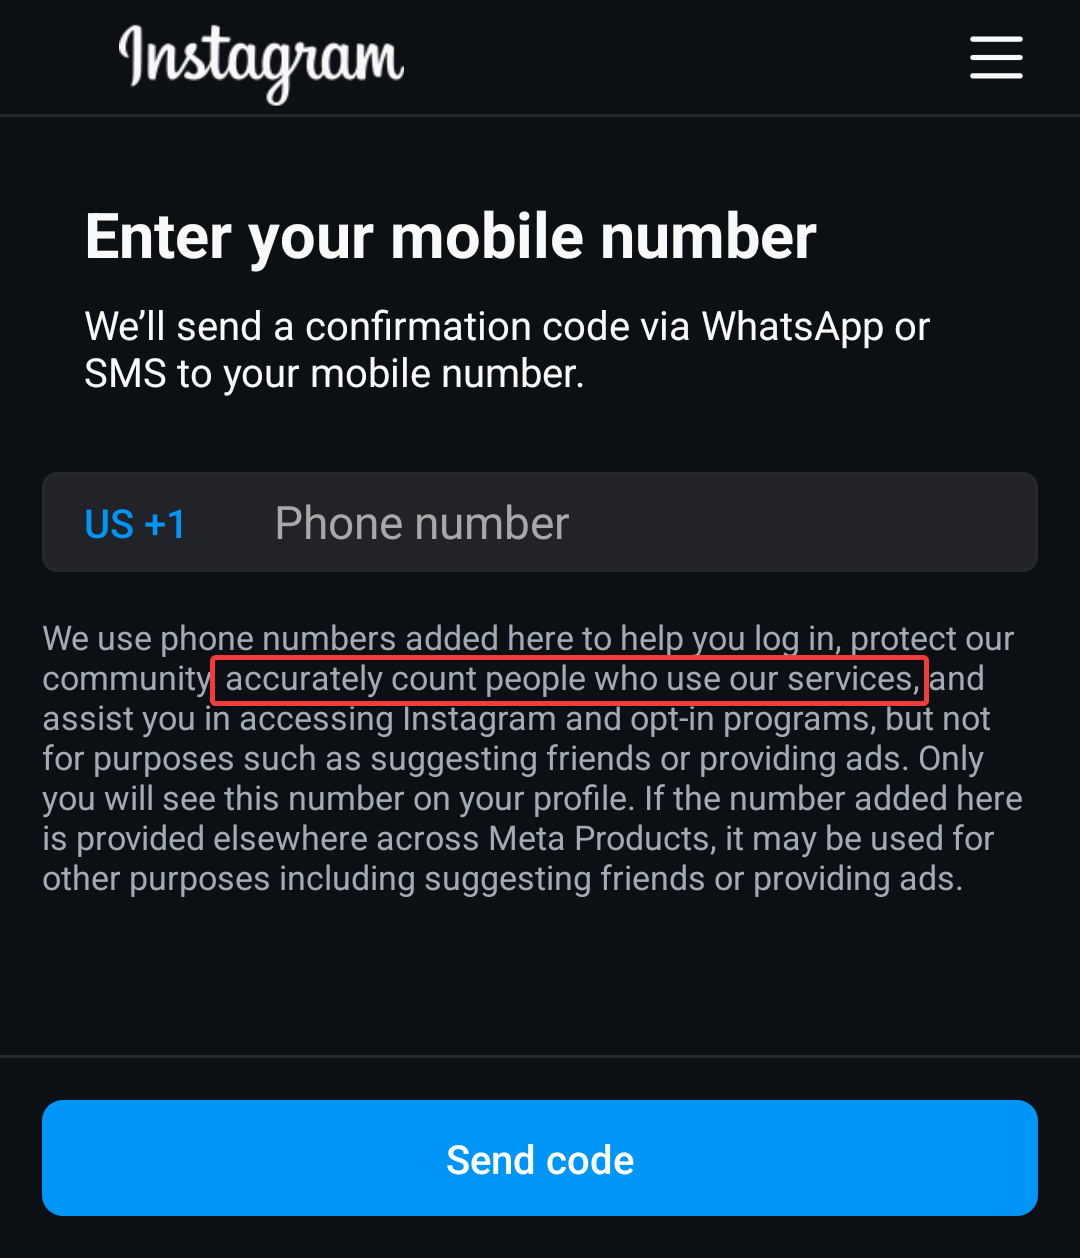 Instagram
Enter your mobile number
We’ll send a confirmation code via WhatsApp or
SMS to your mobile number.
US +1
Phone number
We use phone numbers added here to help you log in, protect our
community, accurately count people who use our services, and
assist you in accessing Instagram and opt-in programs, but not
for purposes such as suggesting friends or providing ads. Only
you will see this number on your profile. If the number added here
is provided elsewhere across Meta Products, it may be used for
other purposes including suggesting friends or providing ads.
Send code